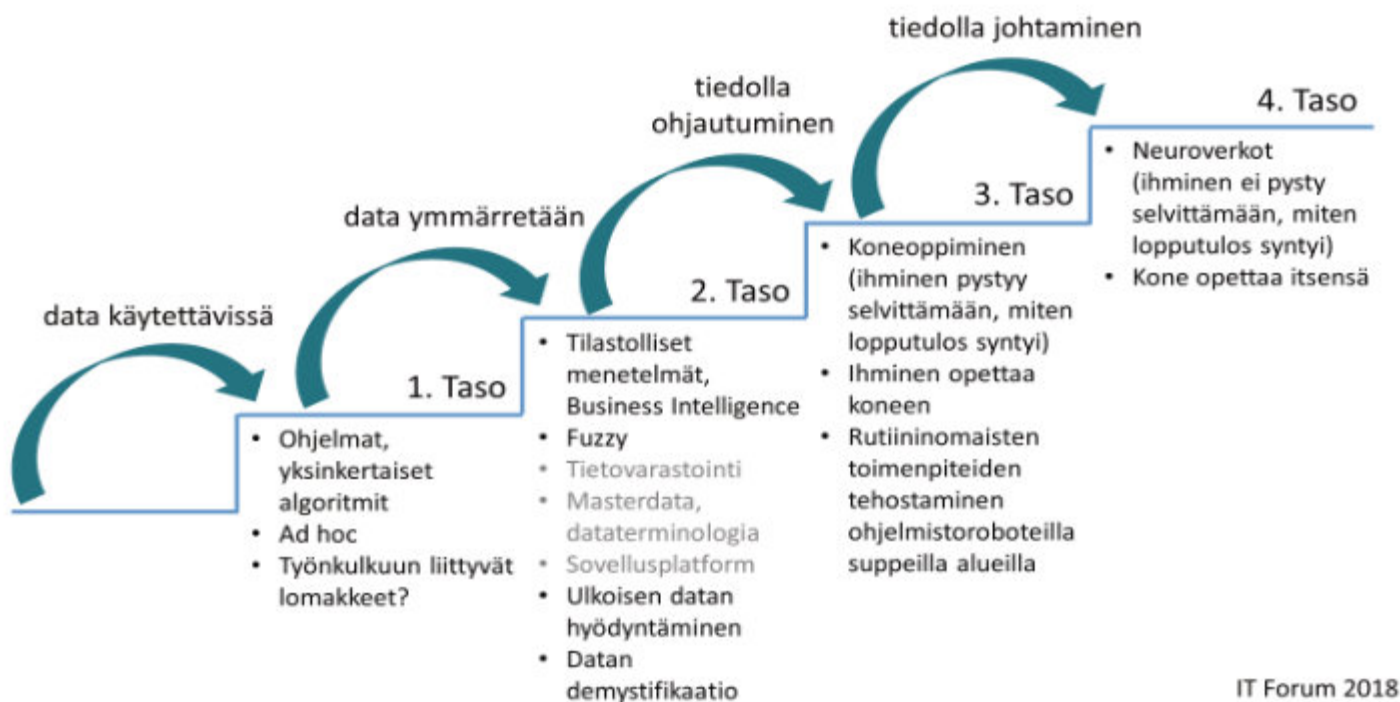 data käytettävissä
1. Taso
• Ohjelmat,
yksinkertaiset
algoritmit
• Ad hoc
• Työnkulkuun liittyvät
lomakkeet?
data ymmärretään
2. Taso
• Tilastolliset
menetelmät,
Business Intelligence
• Fuzzy
• Tietovarastointi
• Masterdata,
dataterminologia
• Sovellusplatform
• Ulkoisen datan
hyödyntäminen
• Datan
demystifikaatio
tiedolla
ohjautuminen
3. Taso
• Koneoppiminen
(ihminen pystyy
selvittämään, miten
lopputulos syntyi)
• Ihminen opettaa
koneen
• Rutiininomaisten
toimenpiteiden
tehostaminen
ohjelmistoroboteilla
suppeilla alueilla
tiedolla johtaminen
4. Taso
• Neuroverkot
(ihminen ei pysty
selvittämään, miten
lopputulos syntyi)
• Kone opettaa itsensä
IT Forum 2018